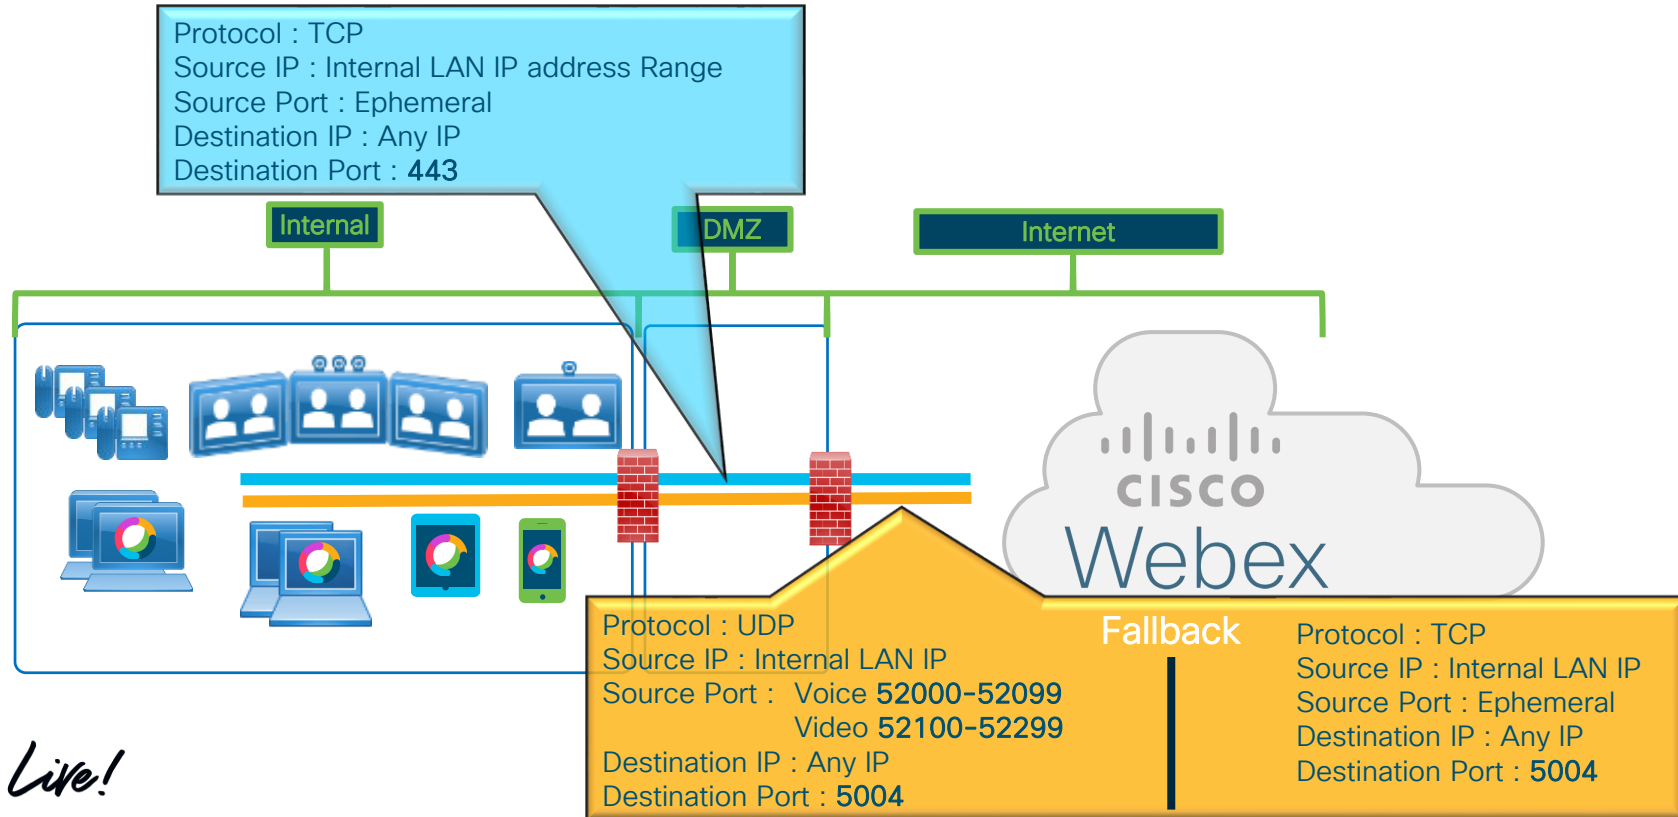 Protocol : TCP
Source IP : Internal LAN IP address Range
Source Port : Ephemeral
Destination IP : Any IP
Destination Port : 443
Internal
DMZ
Internet
CISCO
Webex
Protocol : UDP
Source IP : Internal LAN IP
Source Port : Voice 52000-52099
Video 52100-52299
Destination IP : Any IP
Destination Port : 5004
Fallback
Protocol : TCP
Source IP : Internal LAN IP
Source Port : Ephemeral
Destination IP : Any IP
Destination Port : 5004
Live!